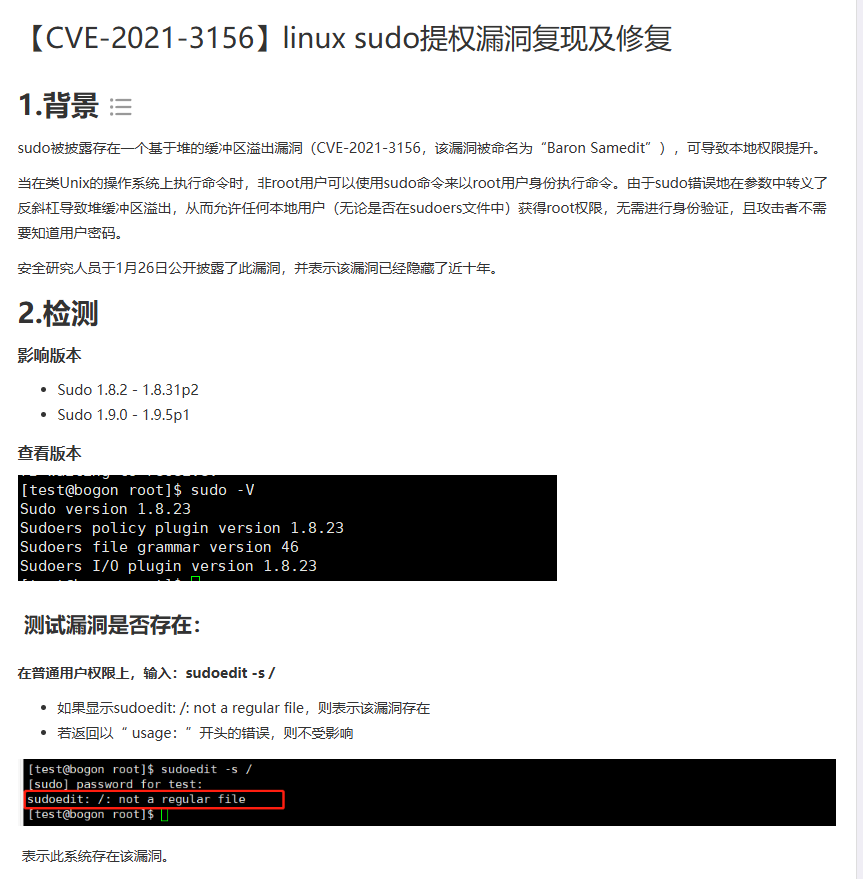 【CVE-2021-3156】linux sudo提权漏洞复现及修复
1.背景
sudo被披露存在一个基于堆的缓冲区溢出漏洞（CVE-2021-3156，该漏洞被命名为“Baron Samedit”），可导致本地权限提升。
当在类Unix的操作系统上执行命令时，非root用户可以使用sudo命令来以root用户身份执行命令。由于sudo错误地在参数中转义了
反斜杠导致堆缓冲区溢出，从而允许任何本地用户（无论是否在sudoers文件中）获得root权限，无需进行身份验证，且攻击者不需
要知道用户密码。
安全研究人员于1月26日公开披露了此漏洞，并表示该漏洞已经隐藏了近十年。
2.检测
影响版本
• Sudo 1.8.2 - 1.8.31p2
• Sudo 1.9.0 - 1.9.5p1
查看版本
[test@bogon root]$ sudo -V
Sudo version 1.8.23
Sudoers policy plugin version 1.8.23
Sudoers file grammar version 46
Sudoers I/O plugin version 1.8.23
测试漏洞是否存在：
在普通用户权限上，输入：sudoedit -s /
• 如果显示sudoedit: /: not a regular file，则表示该漏洞存在
• 若返回以“ usage：”开头的错误，则不受影响
[test@bogon root]$ sudoedit -s /
[sudo] password for test:
sudoedit: /: not a regular file
[test@bogon root]$
表示此系统存在该漏洞。